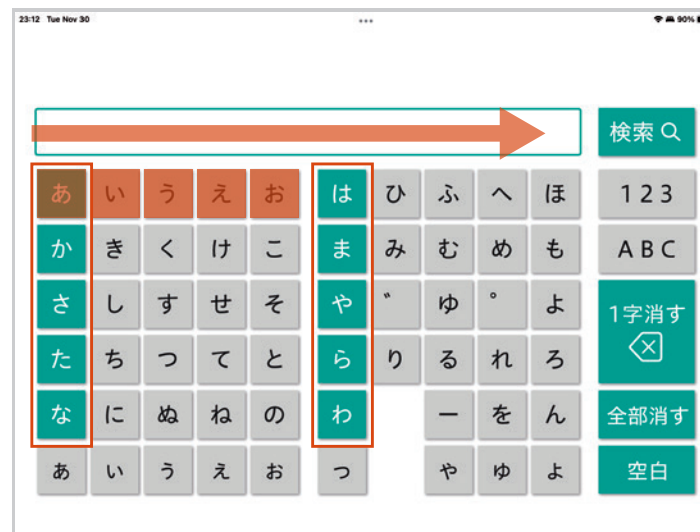 23:12 Tue Nov 30 90%
検索
あ い う え お は ひ ふ へ ほ 1 2 3
か き く け こ ま み む め も A B C
さ し す せ そ や ゛ ゆ ゜ よ 1字消す
た ち つ て と ら り る れ ろ
な に ぬ ね の わ ー を ん 全部消す
ぁ ぃ ぅ ぇ ぉ っ ゃ ゅ ょ 空白